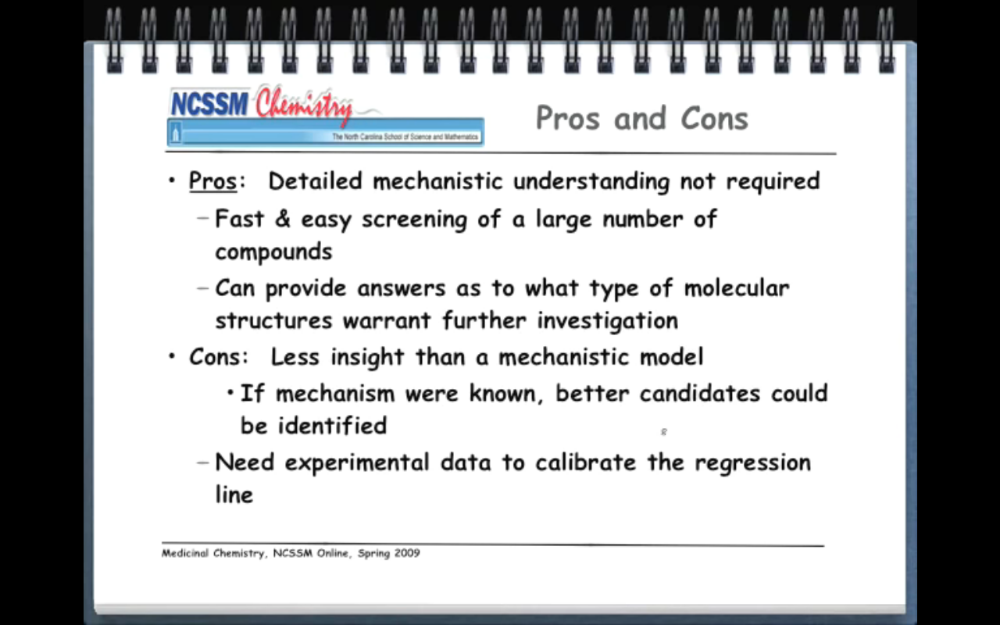 NCSSM Chemistry
The North Carolina School of Science and Mathematics
Pros and Cons
• Pros: Detailed mechanistic understanding not required
– Fast & easy screening of a large number of
compounds
– Can provide answers as to what type of molecular
structures warrant further investigation
• Cons: Less insight than a mechanistic model
• If mechanism were known, better candidates could
be identified
– Need experimental data to calibrate the regression
line
Medicinal Chemistry, NCSSM Online, Spring 2009